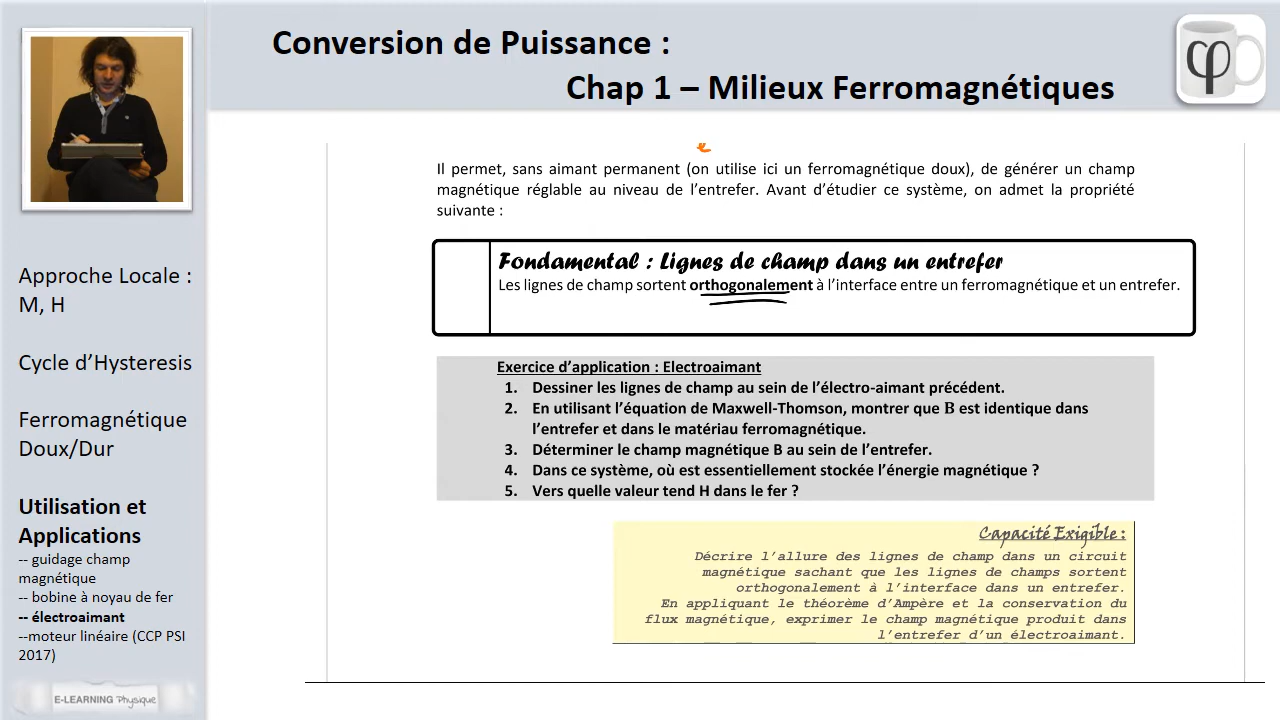 Conversion de Puissance :
Chap 1 – Milieux Ferromagnétiques
φ
Approche Locale :
M, H
Cycle d’Hysteresis
Ferromagnétique
Doux/Dur
Utilisation et
Applications
-- guidage champ
magnétique
-- bobine à noyau de fer
-- électroaimant
--moteur linéaire (CCP PSI
2017)
E-LEARNING Physique
Il permet, sans aimant permanent (on utilise ici un ferromagnétique doux), de générer un champ
magnétique réglable au niveau de l’entrefer. Avant d’étudier ce système, on admet la propriété
suivante :
Fondamental : Lignes de champ dans un entrefer
Les lignes de champ sortent orthogonalement à l’interface entre un ferromagnétique et un entrefer.
Exercice d’application : Electroaimant
1. Dessiner les lignes de champ au sein de l’électro-aimant précédent.
2. En utilisant l’équation de Maxwell-Thomson, montrer que B est identique dans
l’entrefer et dans le matériau ferromagnétique.
3. Déterminer le champ magnétique B au sein de l’entrefer.
4. Dans ce système, où est essentiellement stockée l’énergie magnétique ?
5. Vers quelle valeur tend H dans le fer ?
Capacité Exigible :
Décrire l’allure des lignes de champ dans un circuit
magnétique sachant que les lignes de champs sortent
orthogonalement à l’interface dans un entrefer.
En appliquant le théorème d’Ampère et la conservation du
flux magnétique, exprimer le champ magnétique produit dans
l’entrefer d’un électroaimant.